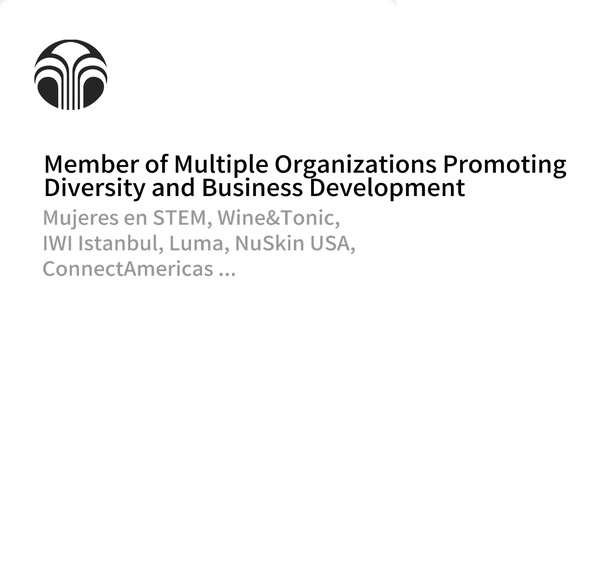 Member of Multiple Organizations Promoting
Diversity and Business Development
Mujeres en STEM, Wine&Tonic,
IWI Istanbul, Luma, NuSkin USA,
ConnectAmericas ...